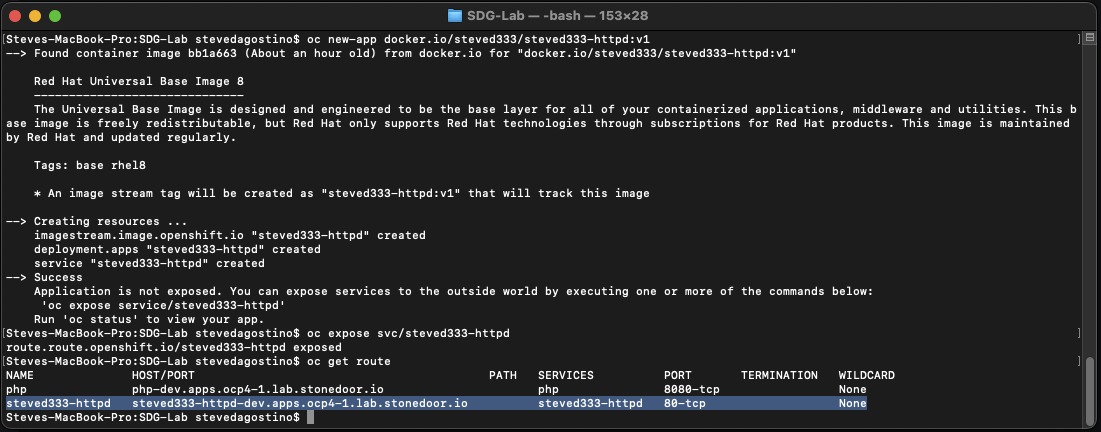 SDG-Lab — -bash — 153×28
[Steves-MacBook-Pro:SDG-Lab stevedagostino$ oc new-app docker.io/steved333/steved333-httpd:v1 ]
--> Found container image bb1a663 (About an hour old) from docker.io for "docker.io/steved333/steved333-httpd:v1"
Red Hat Universal Base Image 8
------------------------------
The Universal Base Image is designed and engineered to be the base layer for all of your containerized applications, middleware and utilities. This b
ase image is freely redistributable, but Red Hat only supports Red Hat technologies through subscriptions for Red Hat products. This image is maintained
by Red Hat and updated regularly.
Tags: base rhel8
* An image stream tag will be created as "steved333-httpd:v1" that will track this image
--> Creating resources ...
imagestream.image.openshift.io "steved333-httpd" created
deployment.apps "steved333-httpd" created
service "steved333-httpd" created
--> Success
Application is not exposed. You can expose services to the outside world by executing one or more of the commands below:
'oc expose service/steved333-httpd'
Run 'oc status' to view your app.
[Steves-MacBook-Pro:SDG-Lab stevedagostino$ oc expose svc/steved333-httpd ]
route.route.openshift.io/steved333-httpd exposed
[Steves-MacBook-Pro:SDG-Lab stevedagostino$ oc get route ]
NAME HOST/PORT PATH SERVICES PORT TERMINATION WILDCARD
php php-dev.apps.ocp4-1.lab.stonedoor.io php 8080-tcp None
steved333-httpd steved333-httpd-dev.apps.ocp4-1.lab.stonedoor.io steved333-httpd 80-tcp None
Steves-MacBook-Pro:SDG-Lab stevedagostino$